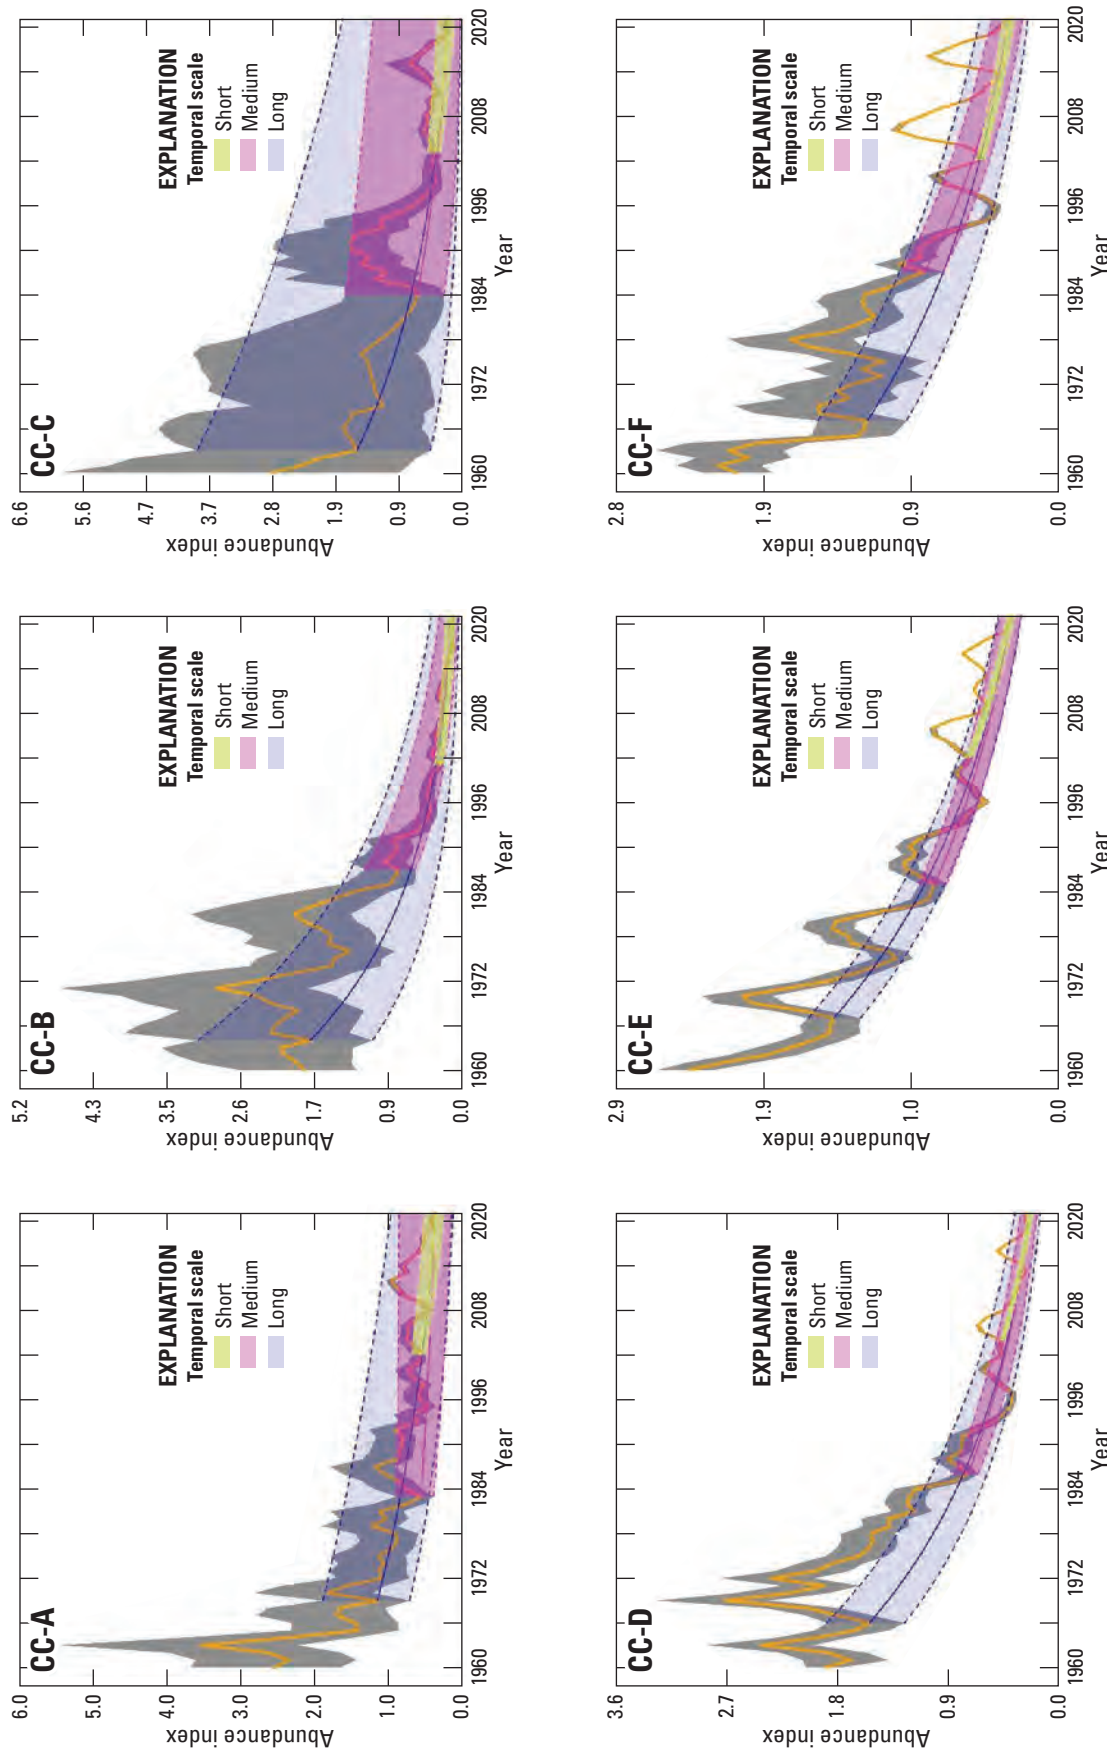 CC-A
EXPLANATION
Temporal scale
Short
Medium
Long
6.0
5.0
4.0
3.0
2.0
1.0
0.0
Abundance index
1960 1972 1984 1996 2008 2020
Year
CC-B
EXPLANATION
Temporal scale
Short
Medium
Long
5.2
4.3
3.5
2.6
1.7
0.9
0.0
Abundance index
1960 1972 1984 1996 2008 2020
Year
CC-C
EXPLANATION
Temporal scale
Short
Medium
Long
6.6
5.6
4.7
3.7
2.8
1.9
0.9
0.0
Abundance index
1960 1972 1984 1996 2008 2020
Year
CC-D
EXPLANATION
Temporal scale
Short
Medium
Long
3.6
2.7
1.8
0.9
0.0
Abundance index
1960 1972 1984 1996 2008 2020
Year
CC-E
EXPLANATION
Temporal scale
Short
Medium
Long
2.9
1.9
1.0
0.0
Abundance index
1960 1972 1984 1996 2008 2020
Year
CC-F
EXPLANATION
Temporal scale
Short
Medium
Long
2.8
1.9
0.9
0.0
Abundance index
1960 1972 1984 1996 2008 2020
Year